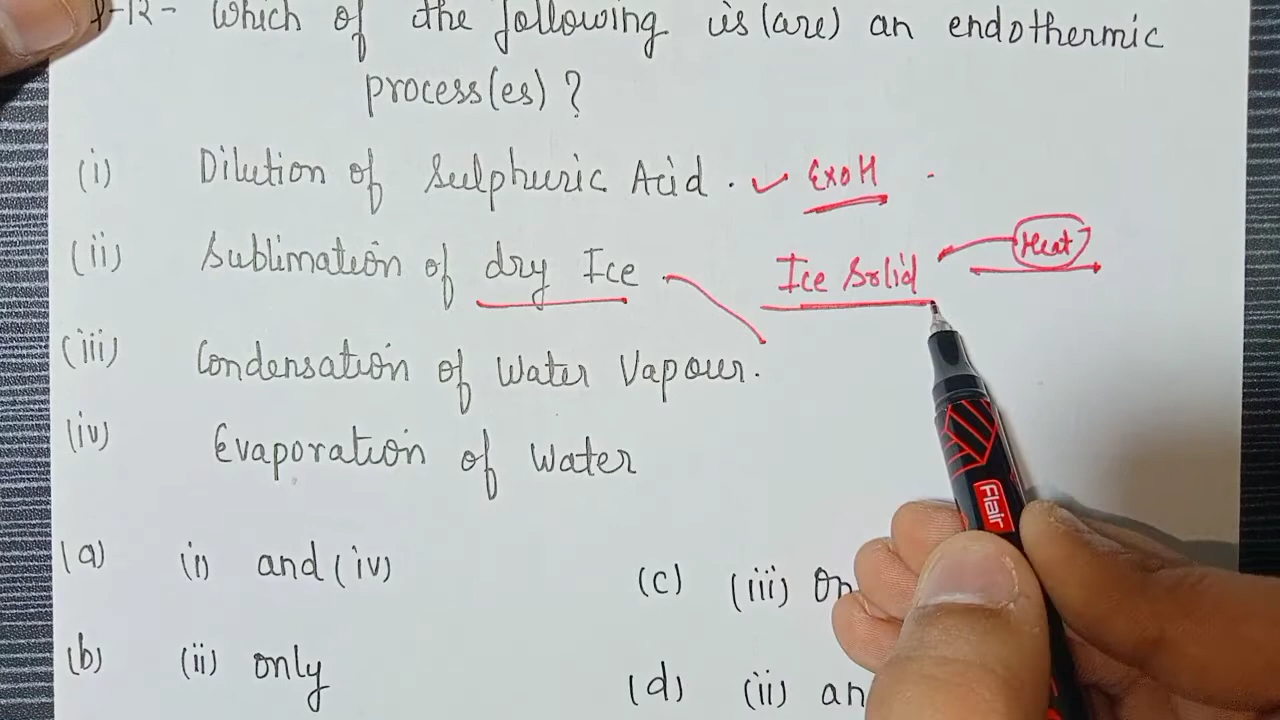 which of the following is (are) an endothermic
process(es) ?
(i) Dilution of Sulphuric Acid . ExoH
(ii) Sublimation of dry Ice Ice Solid Heat
(iii) Condensation of Water Vapour.
(iv) Evaporation of Water
(a) (i) and (iv)
(c) (iii) on
(b) (ii) only
(d) (ii) an
Flair